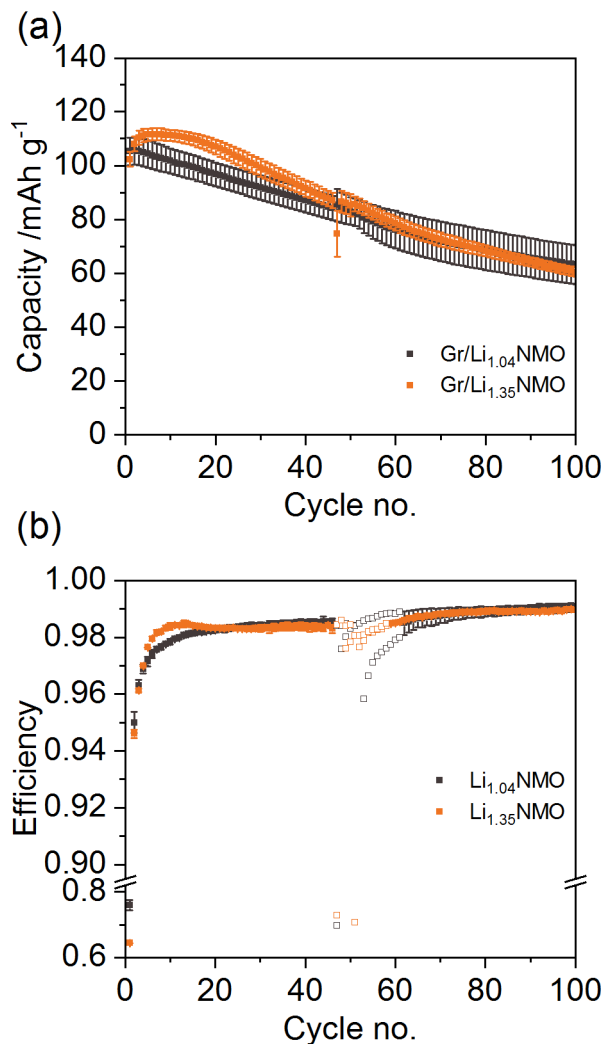 (a)
140
120
100
80
60
40
20
0
Capacity /mAh g⁻¹
Gr/Li₁.₀₄NMO
Gr/Li₁.₃₅NMO
0 20 40 60 80 100
Cycle no.
(b)
1.00
0.98
0.96
0.94
0.92
0.90
0.8
0.6
Efficiency
Li₁.₀₄NMO
Li₁.₃₅NMO
0 20 40 60 80 100
Cycle no.